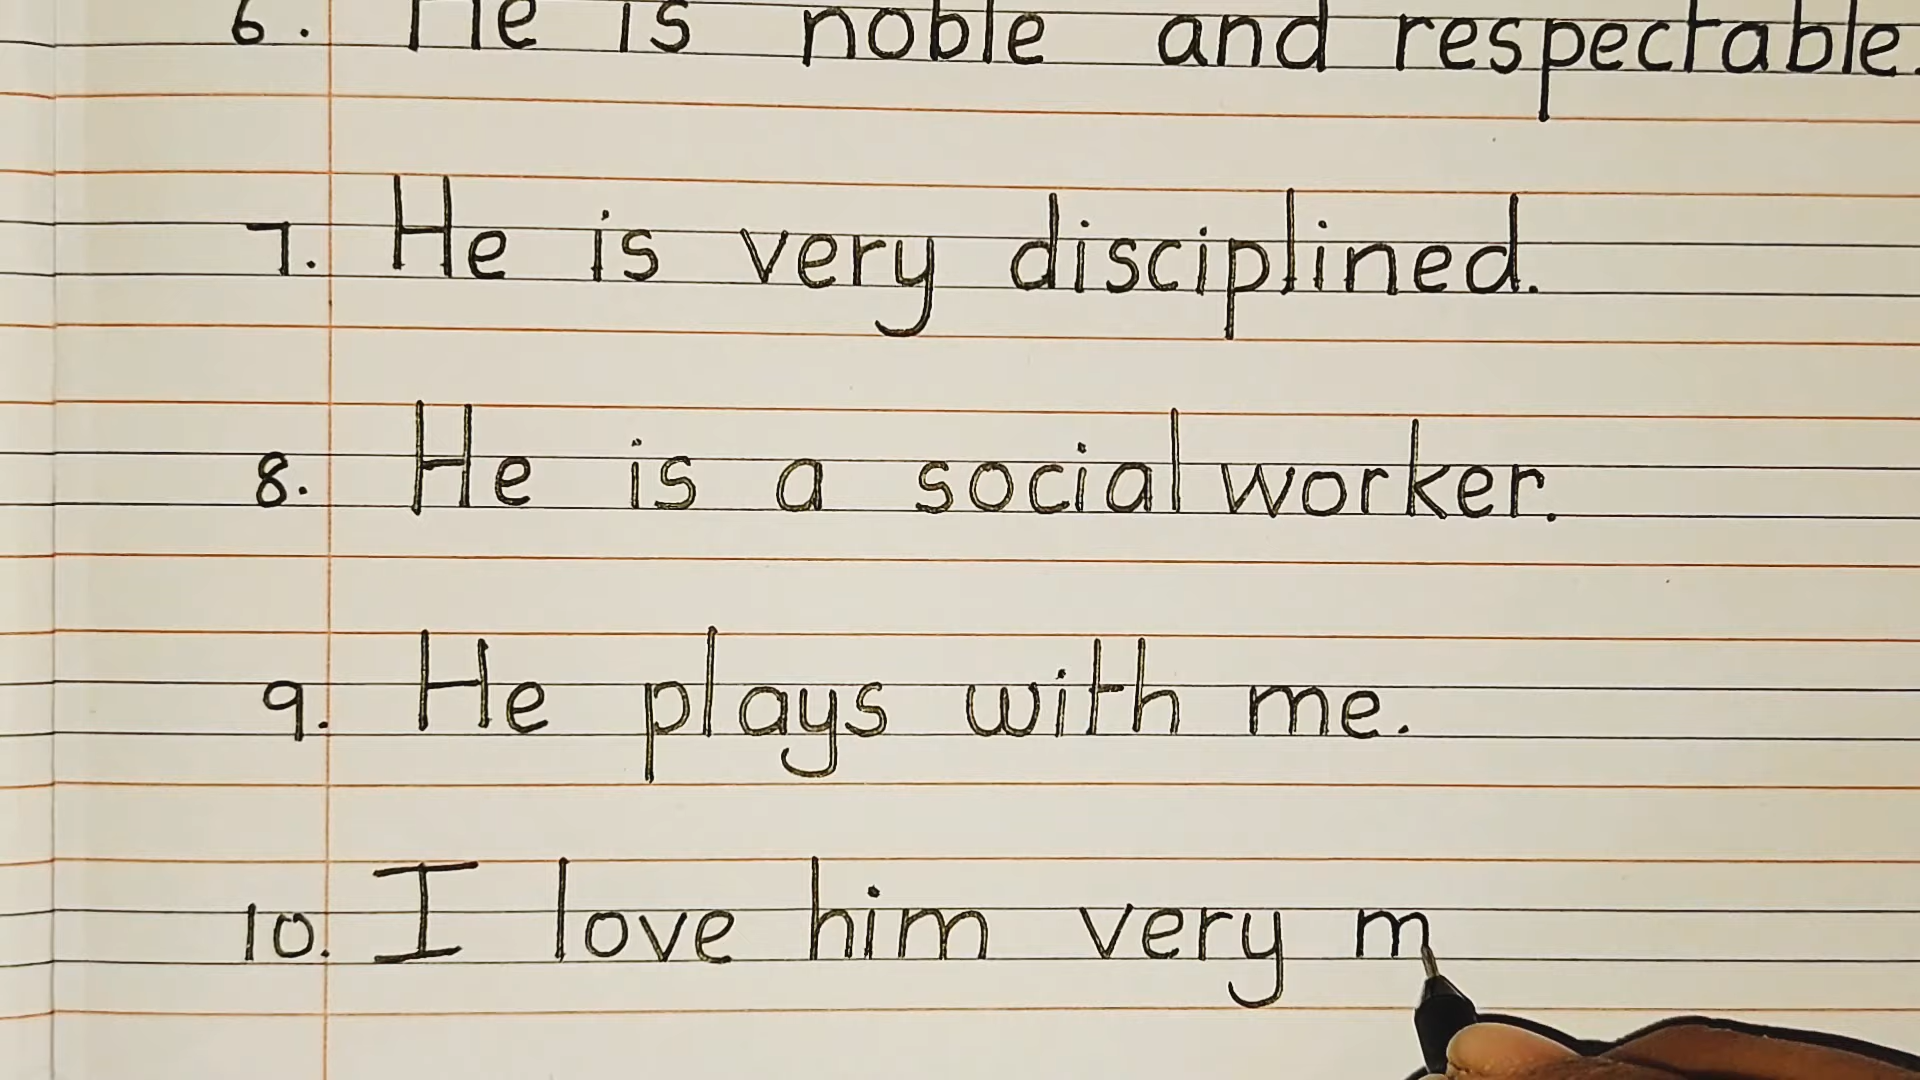 6. He is noble and respectable.
7. He is very disciplined.
8. He is a social worker.
9. He plays with me.
10. I love him very m